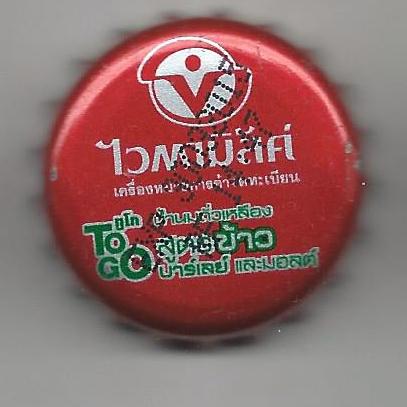 ไวตามิ้ลค์
เครื่องหมายการค้าจดทะเบียน
ทูโก น้ำนมถั่วเหลือง
TO GO สูตรข้าว
บาร์เลย์ และมอลต์